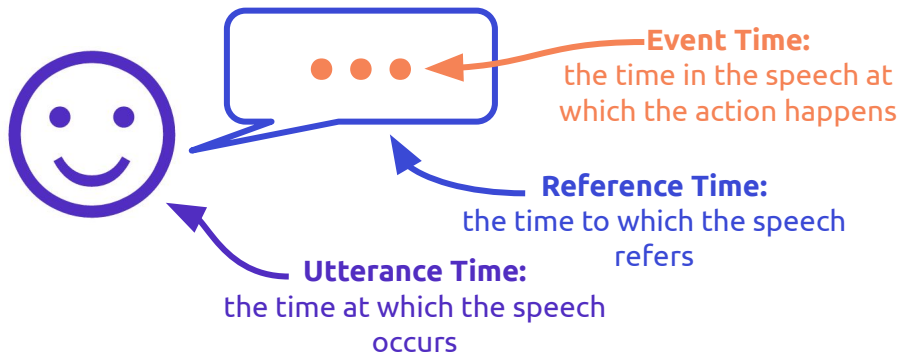 Event Time:
the time in the speech at
which the action happens
Reference Time:
the time to which the speech
refers
Utterance Time:
the time at which the speech
occurs